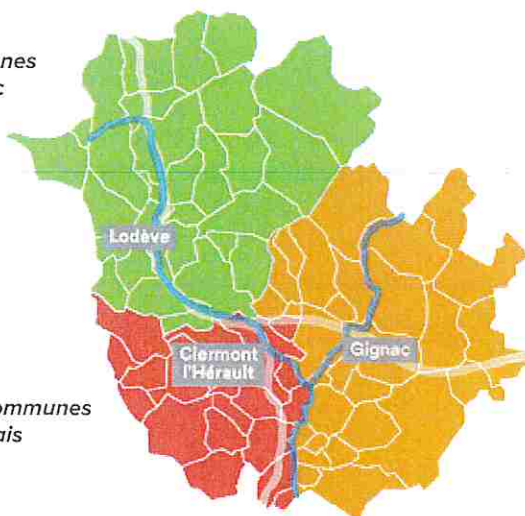 nes
c
Lodève
Clermont
l'Hérault
Gignac
ommunes
ais